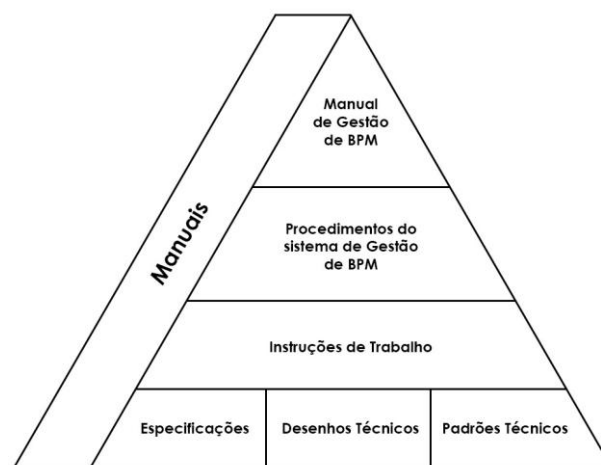 Manuais
Manual
de Gestão
de BPM
Procedimentos do
sistema de Gestão
de BPM
Instruções de Trabalho
Especificações
Desenhos Técnicos
Padrões Técnicos